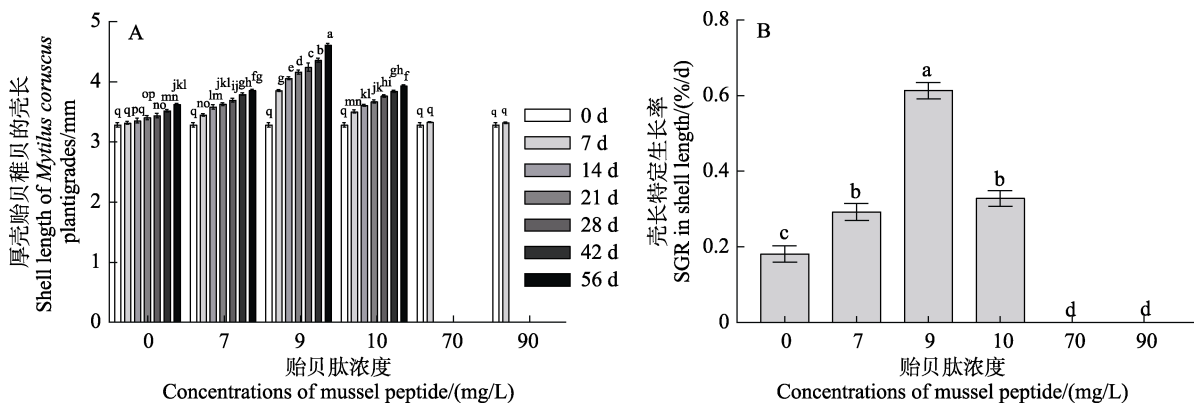 A
厚壳贻贝稚贝的壳长
Shell length of Mytilus coruscus
plantigrades/mm
5
4
3
2
1
0
q q pq op no mn jkl
q no lm jkl ij gh fg
q g e d c b a
q mn kl jk hi gh f
q q
q q
0 d
7 d
14 d
21 d
28 d
42 d
56 d
0 7 9 10 70 90
贻贝肽浓度
Concentrations of mussel peptide/(mg/L)
B
壳长特定生长率
SGR in shell length/(%/d)
0.8
0.6
0.4
0.2
0
c b a b d d
0 7 9 10 70 90
贻贝肽浓度
Concentrations of mussel peptide/(mg/L)